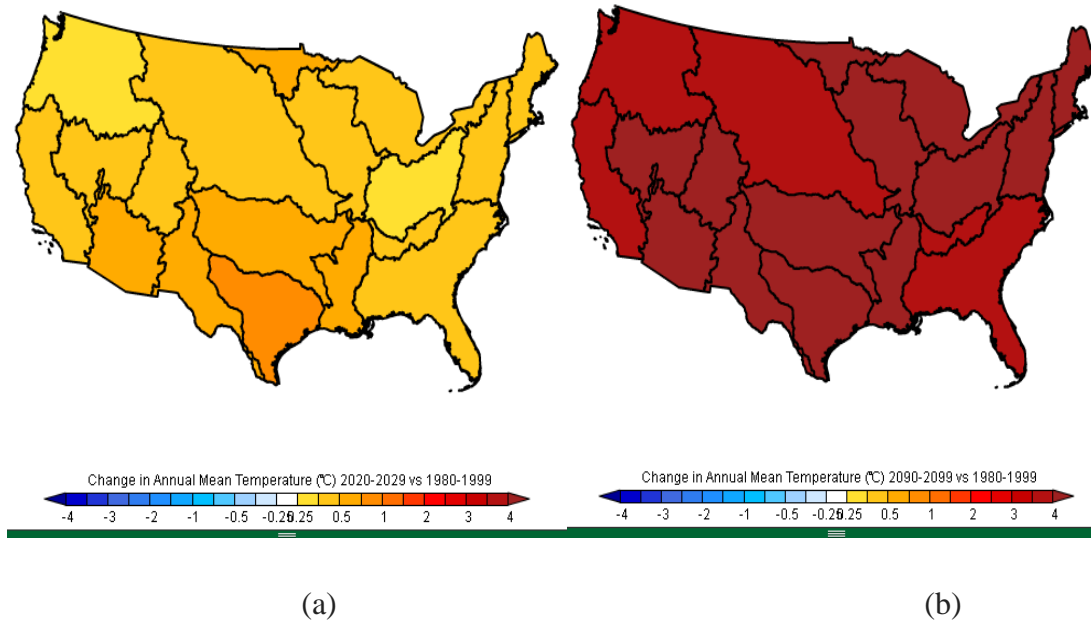 Change in Annual Mean Temperature (°C) 2020-2029 vs 1980-1999
-4 -3 -2 -1 -0.5 -0.25 0.25 0.5 1 2 3 4
Change in Annual Mean Temperature (°C) 2090-2099 vs 1980-1999
-4 -3 -2 -1 -0.5 -0.25 0.25 0.5 1 2 3 4
(a)
(b)